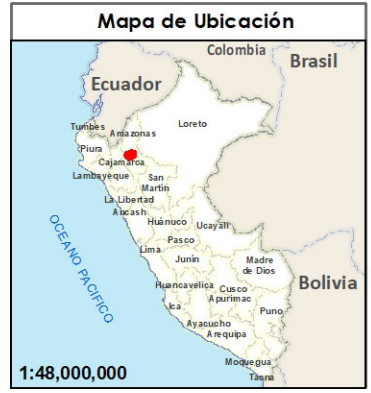 Mapa de Ubicación
Colombia
Brasil
Ecuador
Tumbes
Amazonas
Loreto
Piura
Cajamarca
Lambayeque
San
Martin
La Libertad
Ancash
Huánuco
Ucayali
Pasco
Lima
Junín
Madre
de Dios
OCEANO PACIFICO
Huancavelica
Cusco
Bolivia
Apurimac
Ica
Puno
Ayacucho
Arequipa
Moquegua
Tacna
1:48,000,000